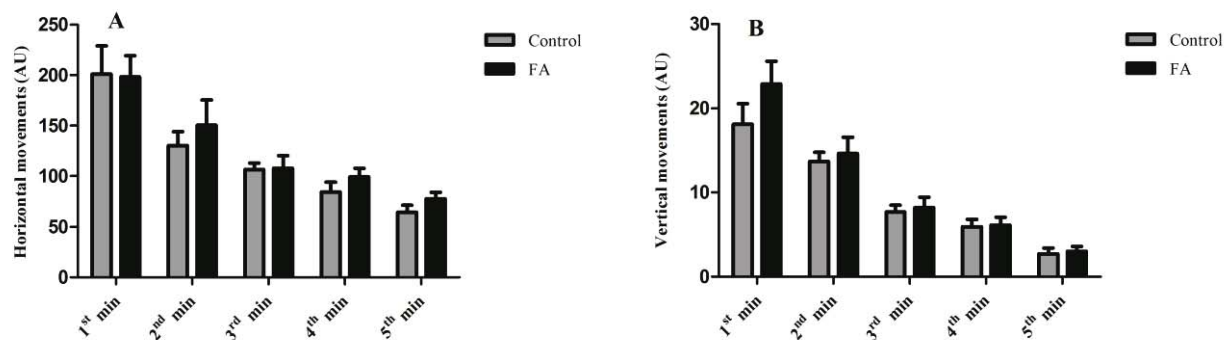 A
Horizontal movements (AU)
250
200
150
100
50
0
1st min
2nd min
3rd min
4th min
5th min
Control
FA
B
Vertical movements (AU)
30
20
10
0
1st min
2nd min
3rd min
4th min
5th min
Control
FA